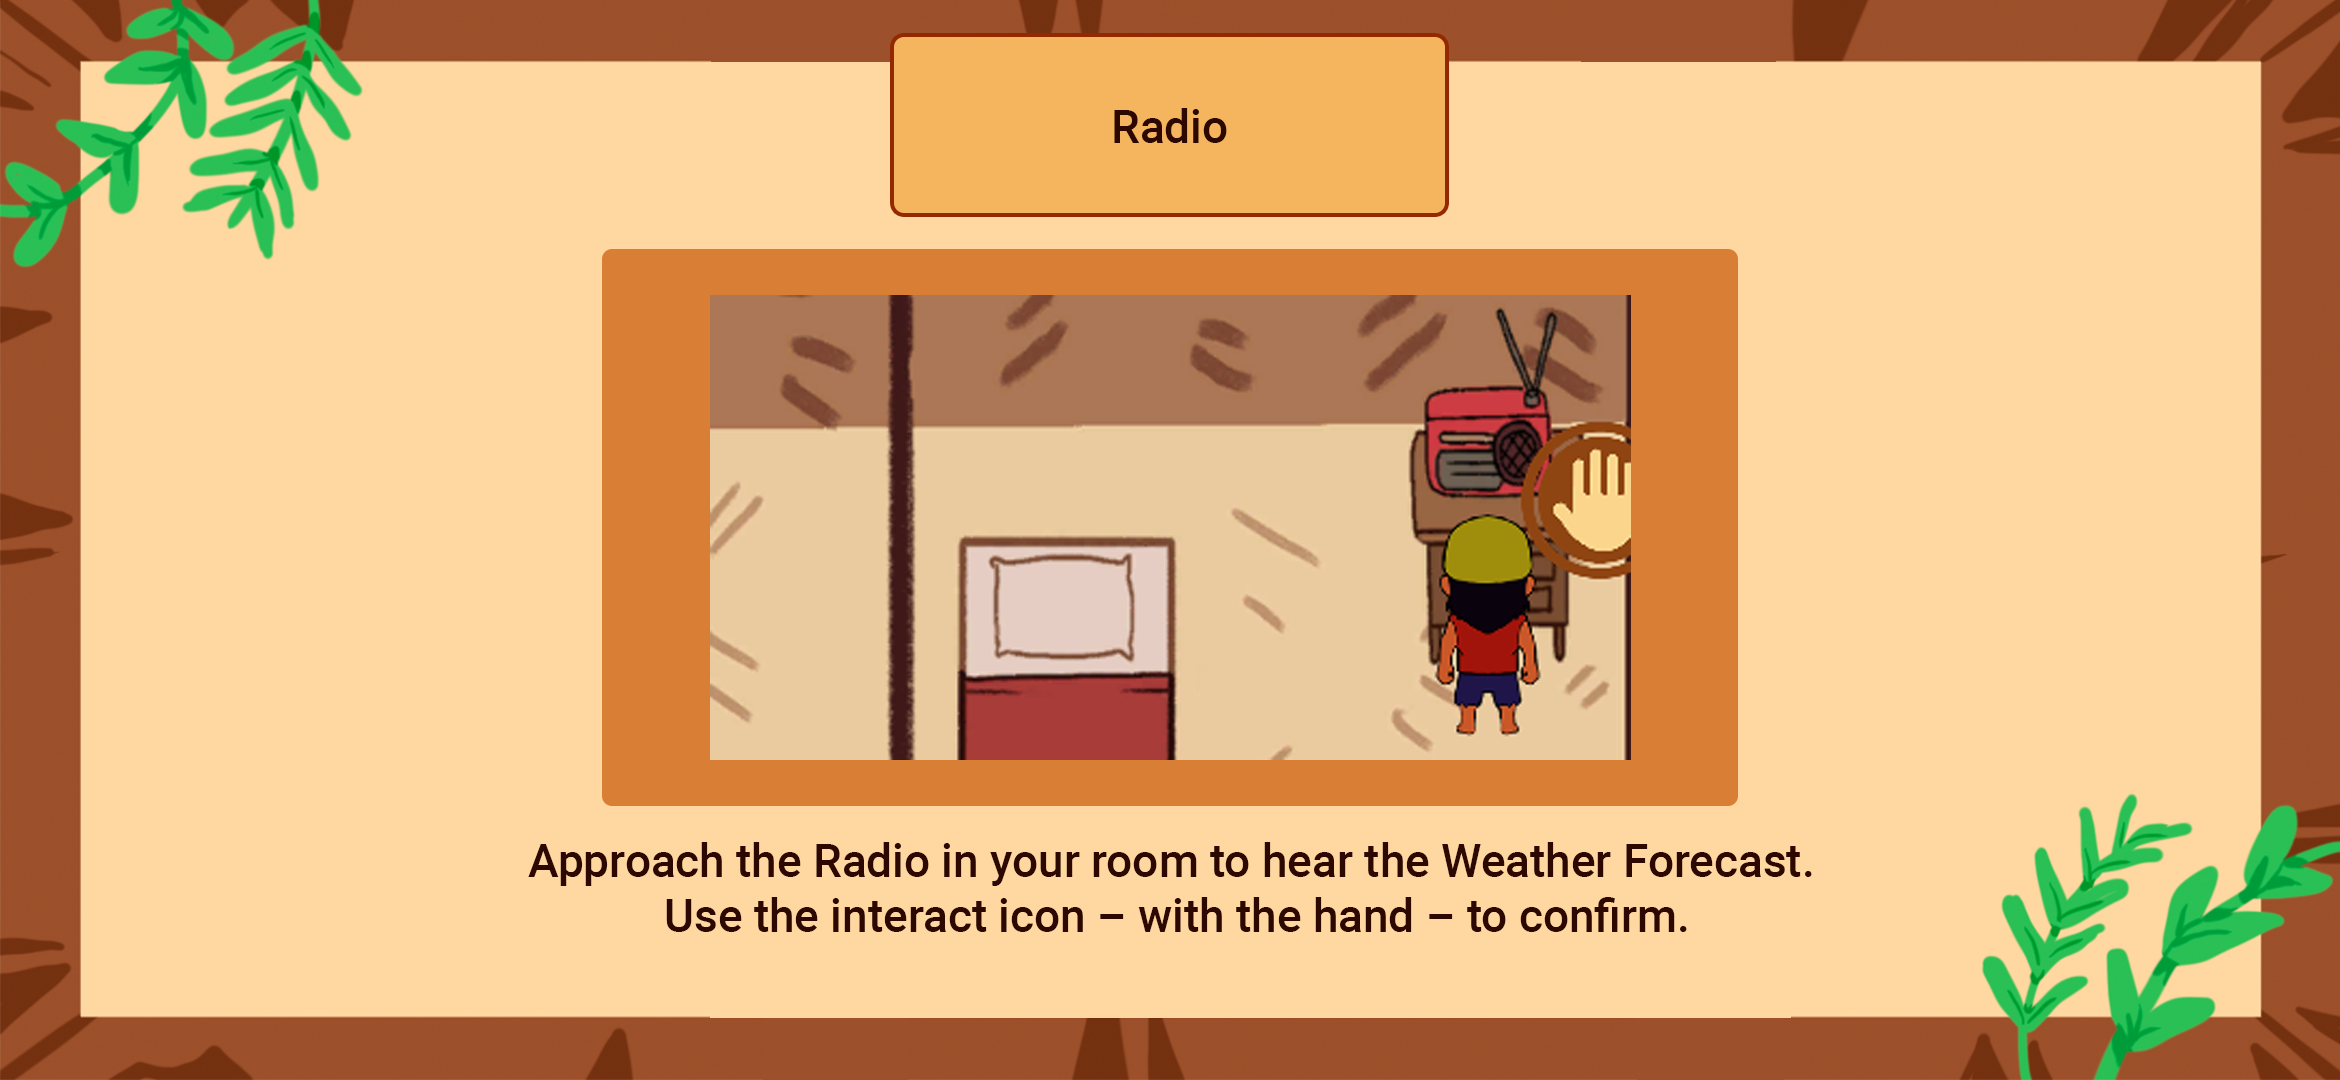 Radio
Approach the Radio in your room to hear the Weather Forecast.
Use the interact icon – with the hand – to confirm.